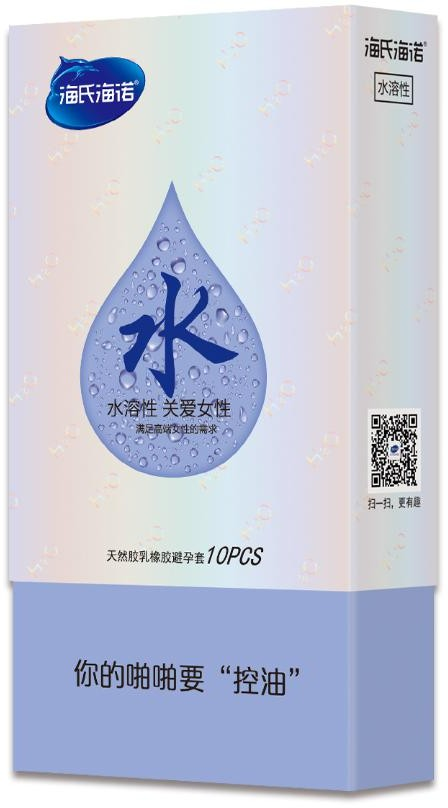 海氏海诺®
水
水溶性 关爱女性
满足高端女性的需求
天然胶乳橡胶避孕套10PCS
你的啪啪要“控油”
海氏海诺®
水溶性
扫一扫，更有趣
H2O